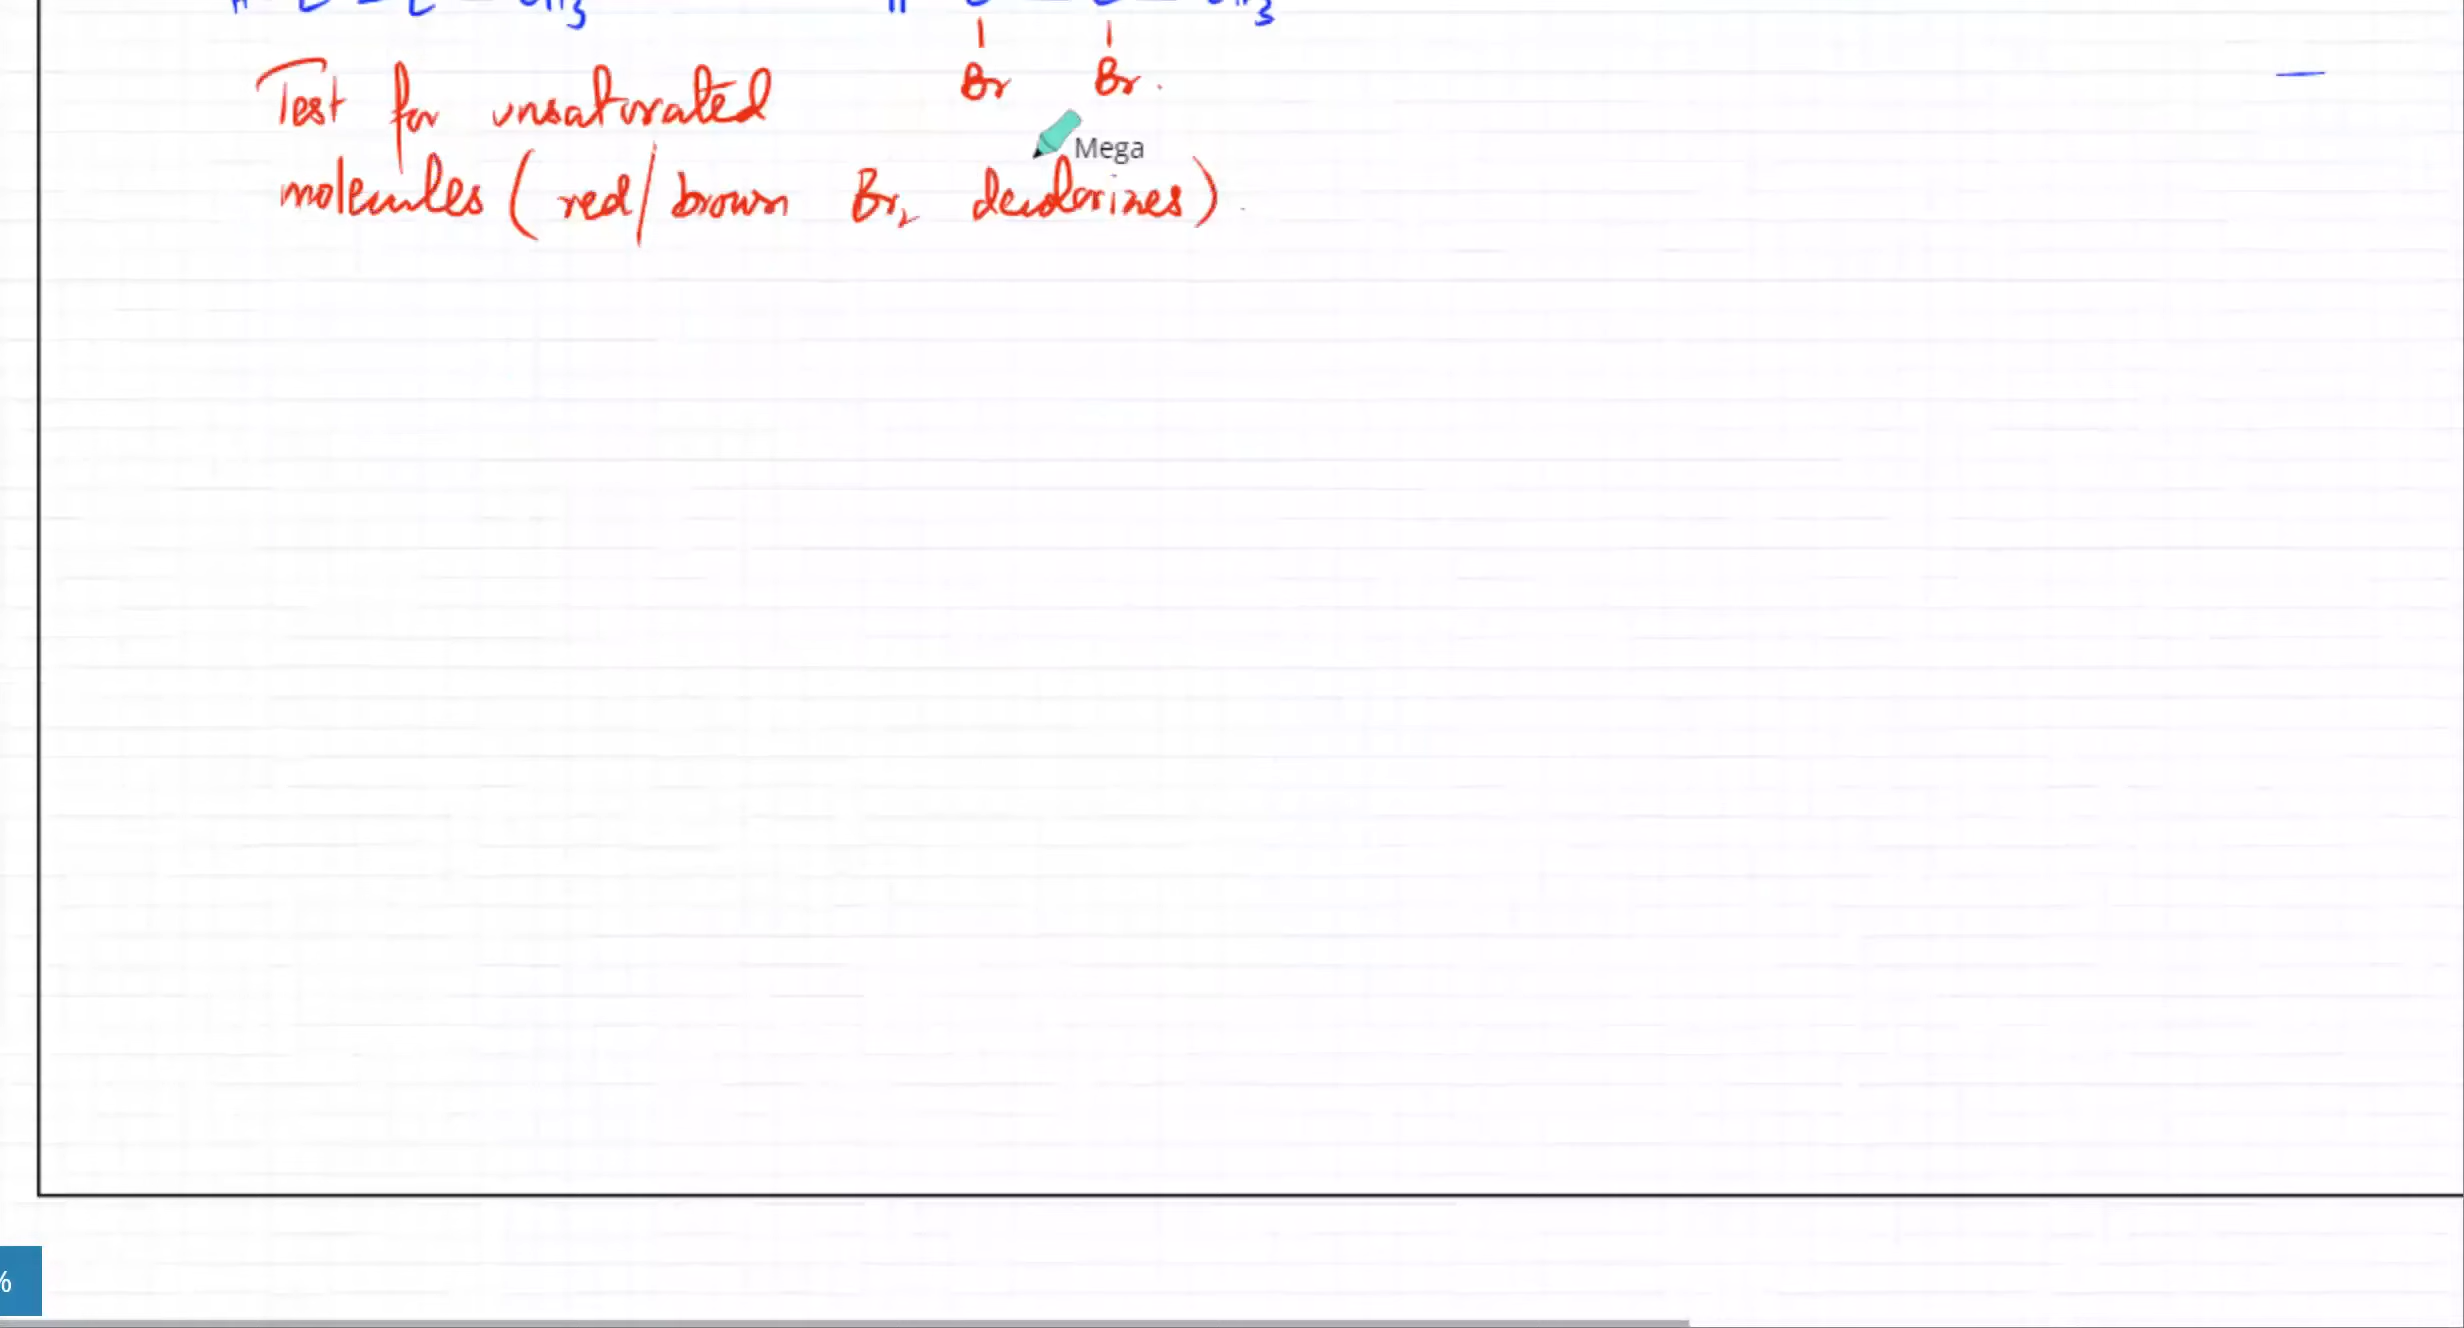 Br Br.
Test for unsaturated
Mega
molecules (red/brown Br₂ decolorizes).
%